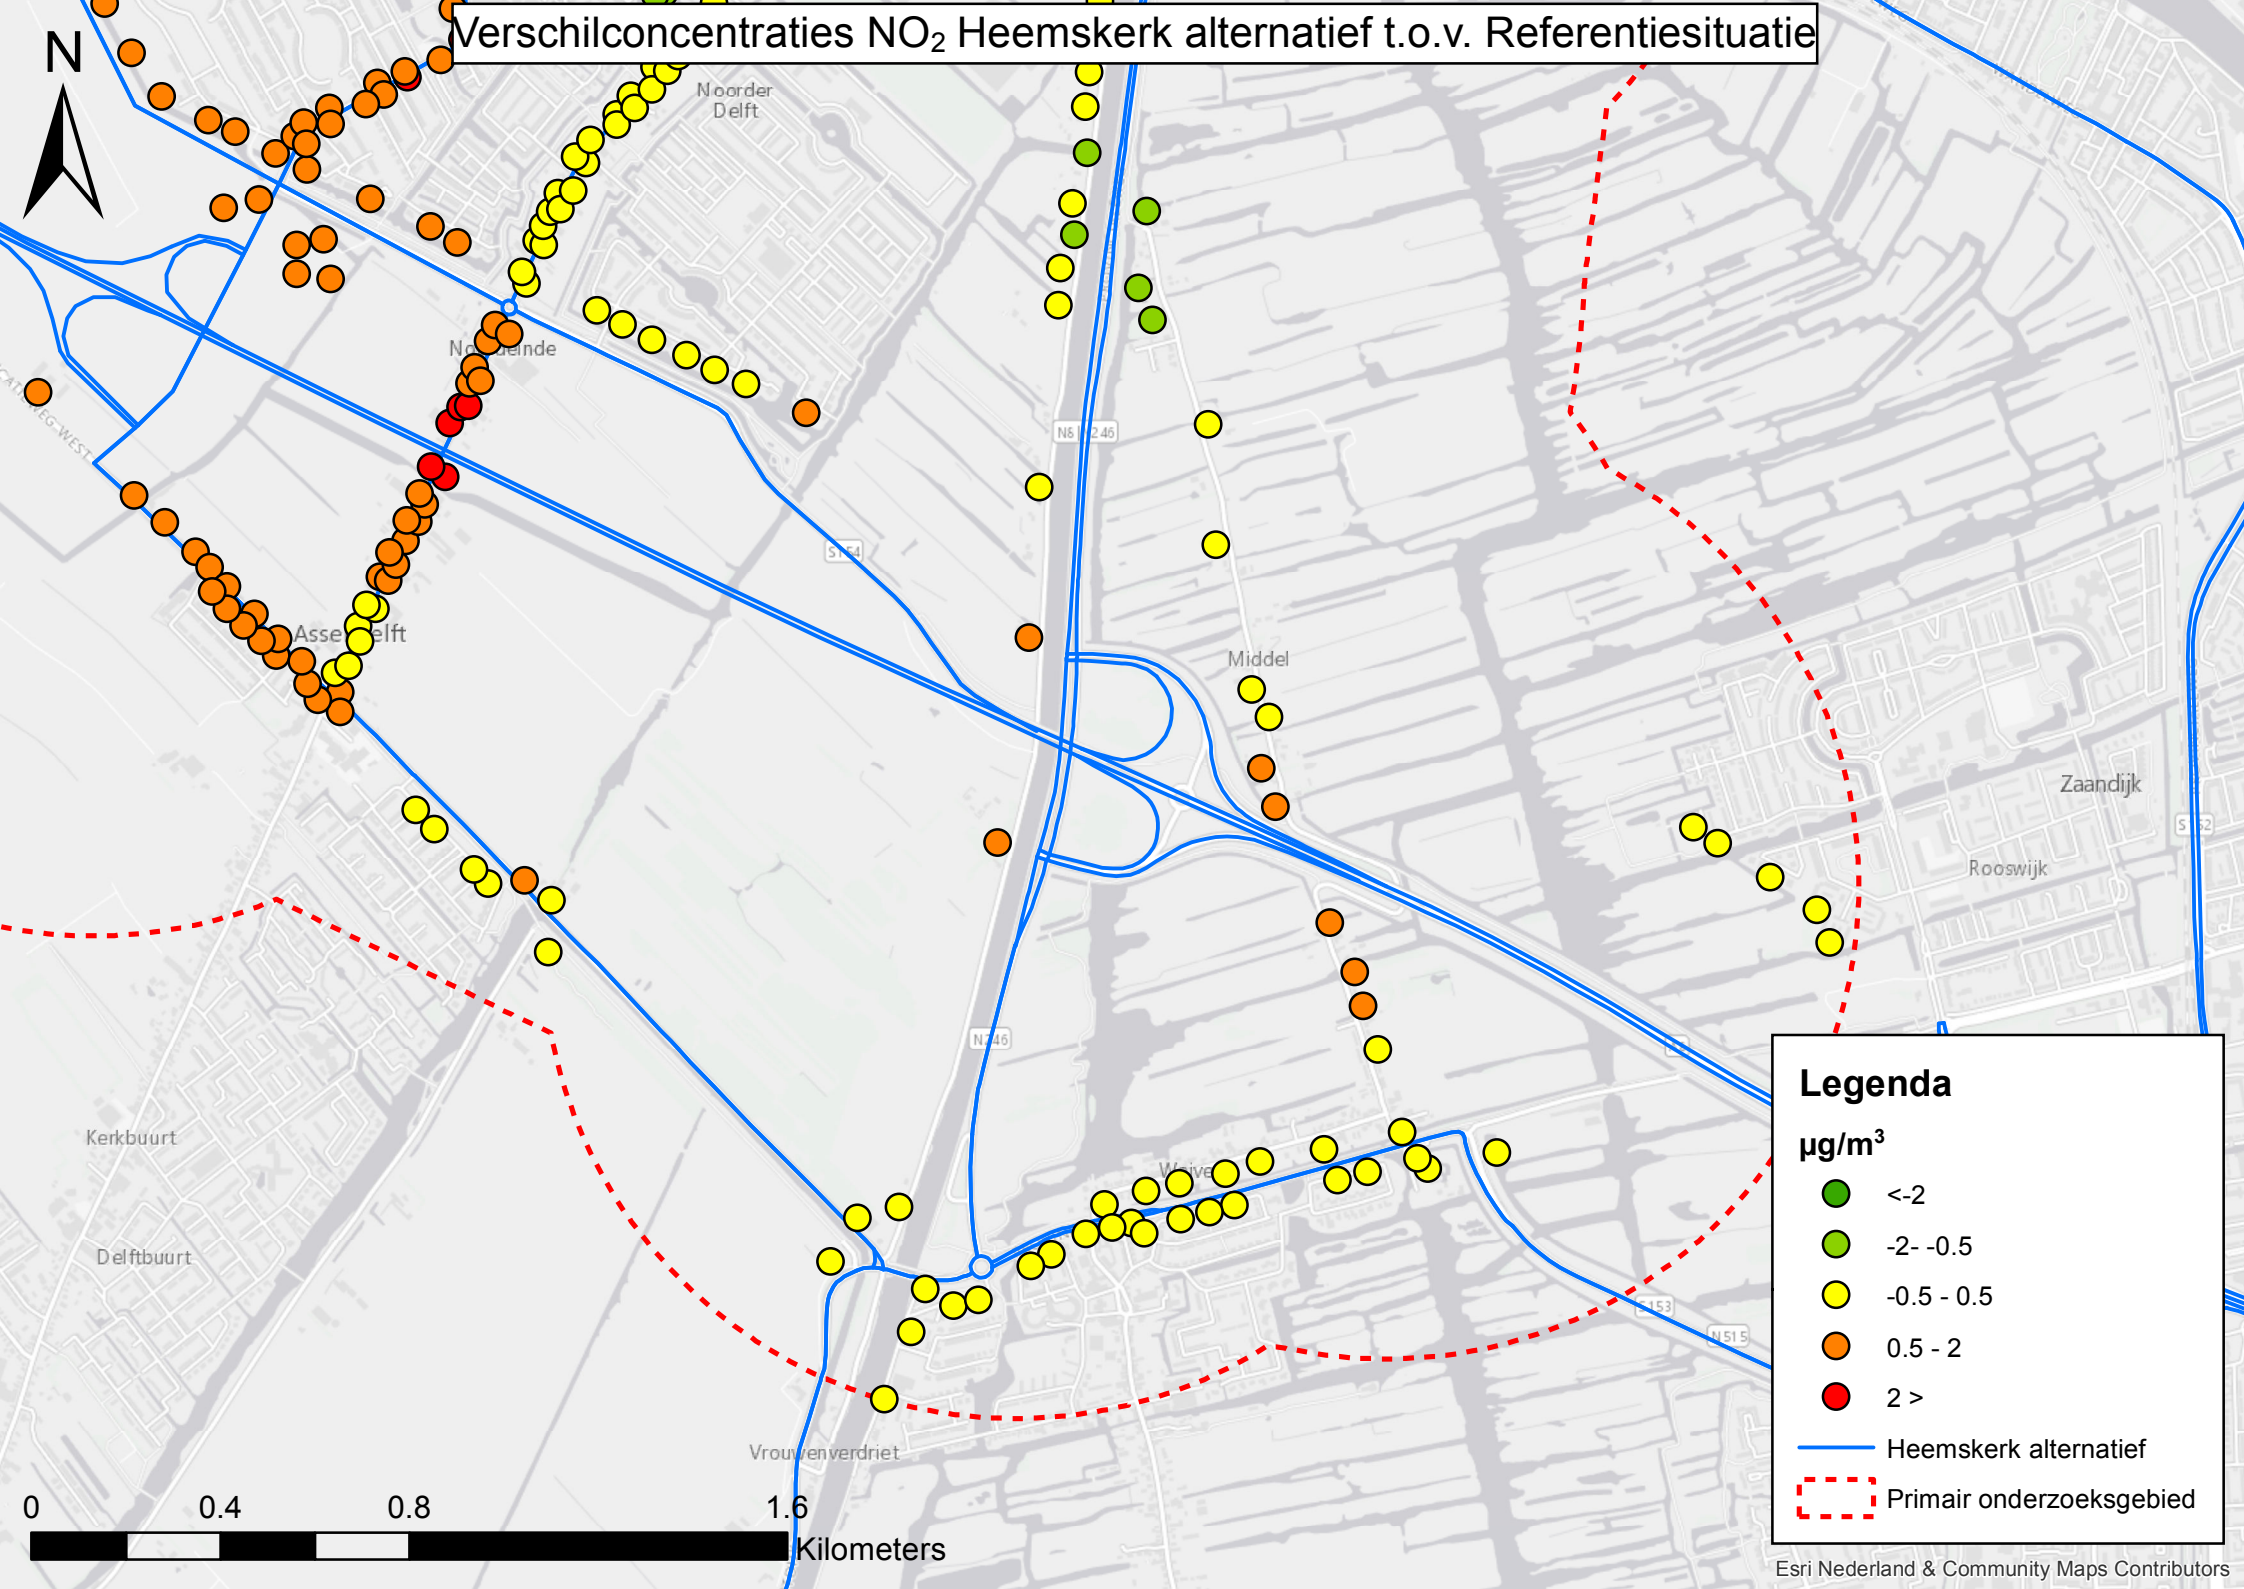 Verschilconcentraties NO₂ Heemskerk alternatief t.o.v. Referentiesituatie
N
Noorder
Delft
N246
S154
Middel
Zaandijk
Rooswijk
N246
Kerkbuurt
Delftbuurt
S153
N515
Vrouwenverdriet
Legenda
µg/m³
<-2
-2- -0.5
-0.5 - 0.5
0.5 - 2
2 >
Heemskerk alternatief
Primair onderzoeksgebied
0 0.4 0.8 1.6
Kilometers
Esri Nederland & Community Maps Contributors